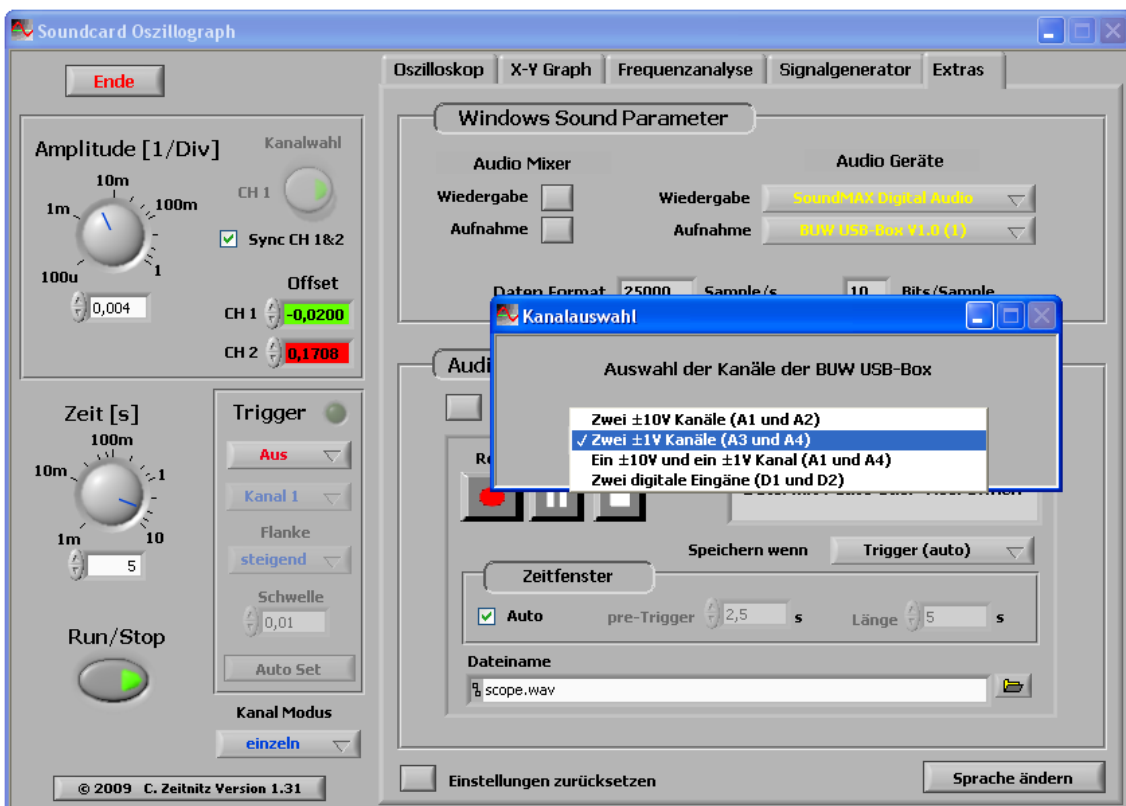 Soundcard Oszillograph
Ende
Amplitude [1/Div]
Kanalwahl
10m
1m
100m
100u
1
CH 1
Sync CH 1&2
Offset
0,004
CH 1 -0,0200
CH 2 0,1708
Zeit [s]
100m
10m
1
1m
10
5
Run/Stop
Trigger
Aus
Kanal 1
Flanke
steigend
Schwelle
0,01
Auto Set
Kanal Modus
einzeln
© 2009 C. Zeitnitz Version 1.31
Oszilloskop X-Y Graph Frequenzanalyse Signalgenerator Extras
Windows Sound Parameter
Audio Mixer
Wiedergabe
Aufnahme
Audio Geräte
Wiedergabe SoundMAX Digital Audio
Aufnahme BUW USB-Box V1.0 (1)
Daten Format 25000 Sample/s 10 Bits/Sample
Kanalauswahl
Auswahl der Kanäle der BUW USB-Box
Zwei ±10V Kanäle (A1 und A2)
✓ Zwei ±1V Kanäle (A3 und A4)
Ein ±10V und ein ±1V Kanal (A1 und A4)
Zwei digitale Eingäne (D1 und D2)
Audi
Re
Speichern wenn Trigger (auto)
Zeitfenster
Auto pre-Trigger 2,5 s Länge 5 s
Dateiname
scope.wav
Einstellungen zurücksetzen
Sprache ändern